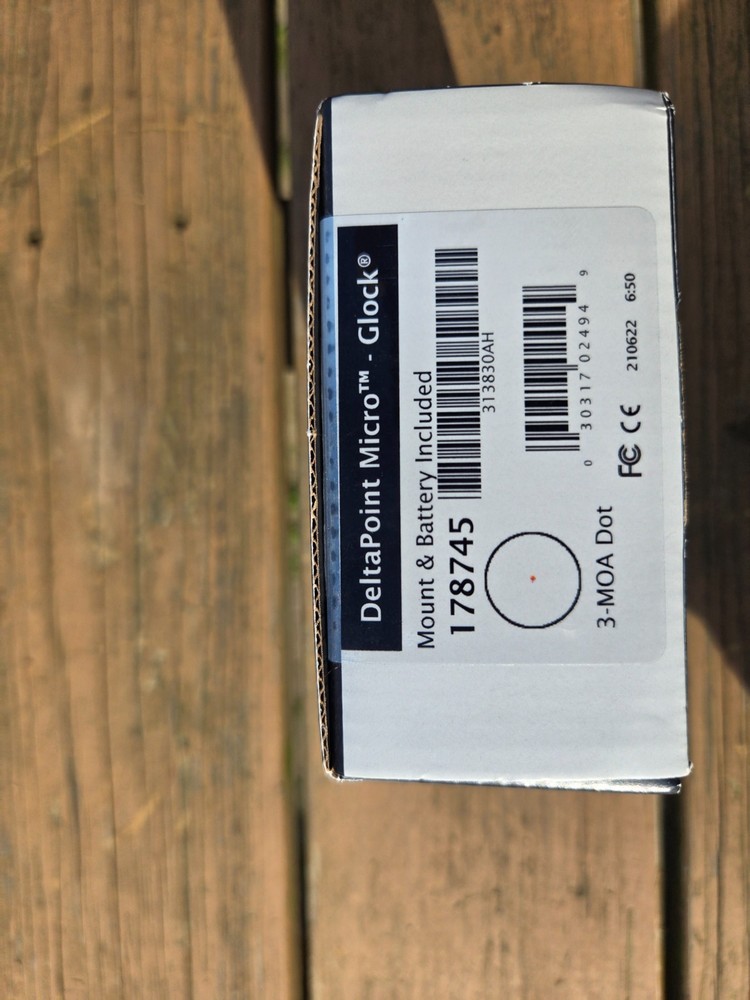 DeltaPoint Micro™ - Glock®
Mount & Battery Included
178745
313830AH
3-MOA Dot
0 30317 02494 9
FC CE
210622 6:50